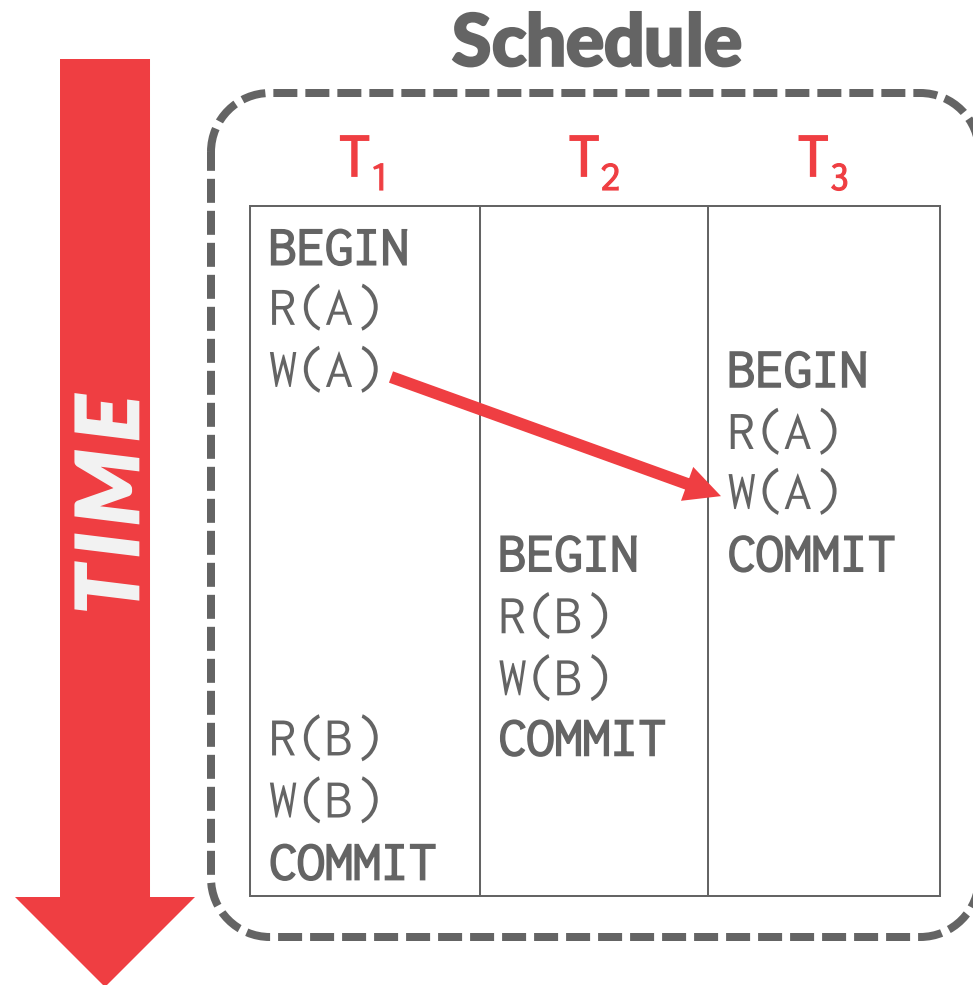 Schedule
TIME
T1 T2 T3
BEGIN
R(A)
W(A) BEGIN
R(A)
W(A)
BEGIN COMMIT
R(B)
W(B)
R(B) COMMIT
W(B)
COMMIT